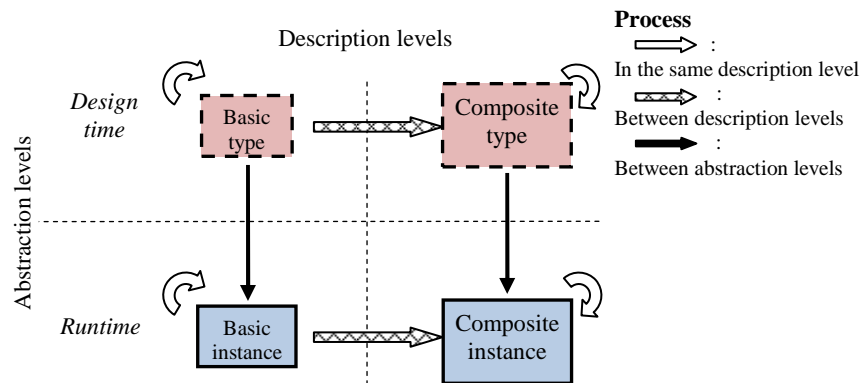 Description levels
Process
:
In the same description level
:
Between description levels
:
Between abstraction levels
Abstraction levels
Design
time
Basic
type
Composite
type
Runtime
Basic
instance
Composite
instance